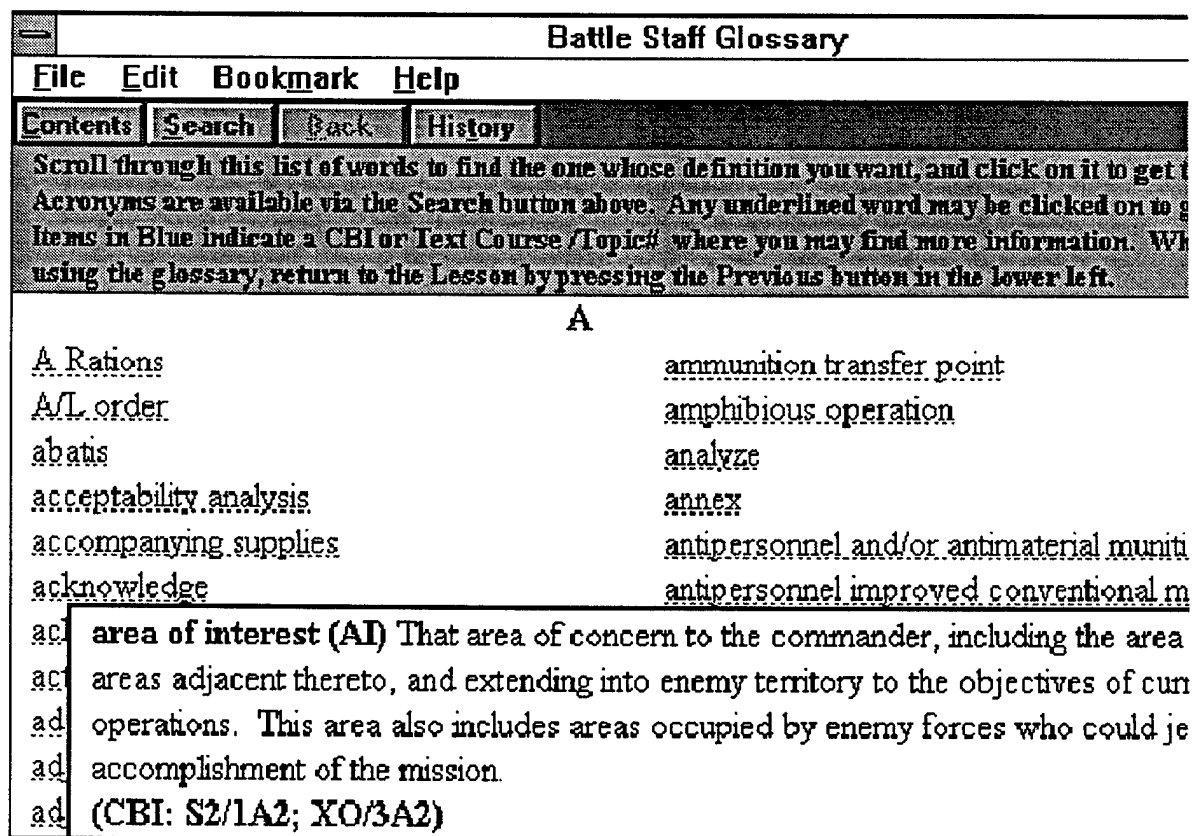 Battle Staff Glossary
File Edit Bookmark Help
Contents Search Back History
Scroll through this list of words to find the one whose definition you want, and click on it to get
Acronyms are available via the Search button above. Any underlined word may be clicked on to
Items in Blue indicate a CBI or Text Course /Topic# where you may find more information.
using the glossary, return to the Lesson by pressing the Previous button in the lower left.
A
A Rations
A/L order
abatis
acceptability analysis
accompanying supplies
acknowledge
ammunition transfer point
amphibious operation
analyze
annex
antipersonnel and/or antimaterial muniti
antipersonnel improved conventional m
area of interest (AI) That area of concern to the commander, including the area
areas adjacent thereto, and extending into enemy territory to the objectives of curr
operations. This area also includes areas occupied by enemy forces who could je
accomplishment of the mission.
(CBI: S2/1A2; XO/3A2)